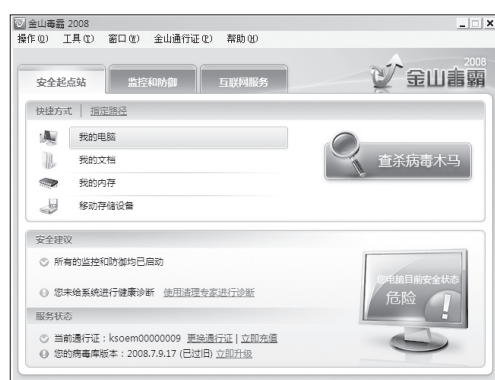 金山毒霸 2008
操作(O) 工具(T) 窗口(W) 金山通行证(P) 帮助(H)
2008
金山毒霸
安全起点站 监控和防御 互联网服务
快捷方式 | 指定路径
我的电脑
我的文档
我的内存
移动存储设备
查杀病毒木马
安全建议
所有的监控和防御均已启动
您未给系统进行健康诊断 使用清理专家进行诊断
您电脑目前安全状态
危险
服务状态
当前通行证:ksoem00000009 更换通行证 | 立即充值
您的病毒库版本:2008.7.9.17 (已过旧) 立即升级